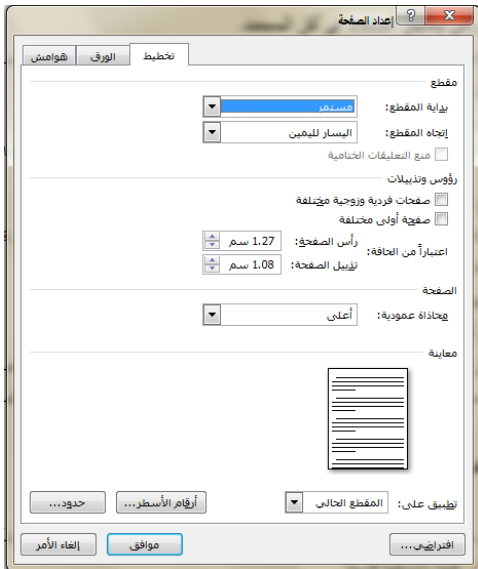 إعداد الصفحة
هوامش الورق تخطيط
مقطع
بداية المقطع: مستمر
إتجاه المقطع: اليسار لليمين
منع التعليقات الختامية
رؤوس وتذييلات
صفحات فردية وزوجية مختلفة
صفحة أولى مختلفة
اعتباراً من الحافة:
رأس الصفحة: 1.27 سم
تذييل الصفحة: 1.08 سم
الصفحة
محاذاة عمودية: أعلى
معاينة
تطبيق على: المقطع الحالي
أرقام الأسطر...
حدود...
افتراضي...
موافق
إلغاء الأمر